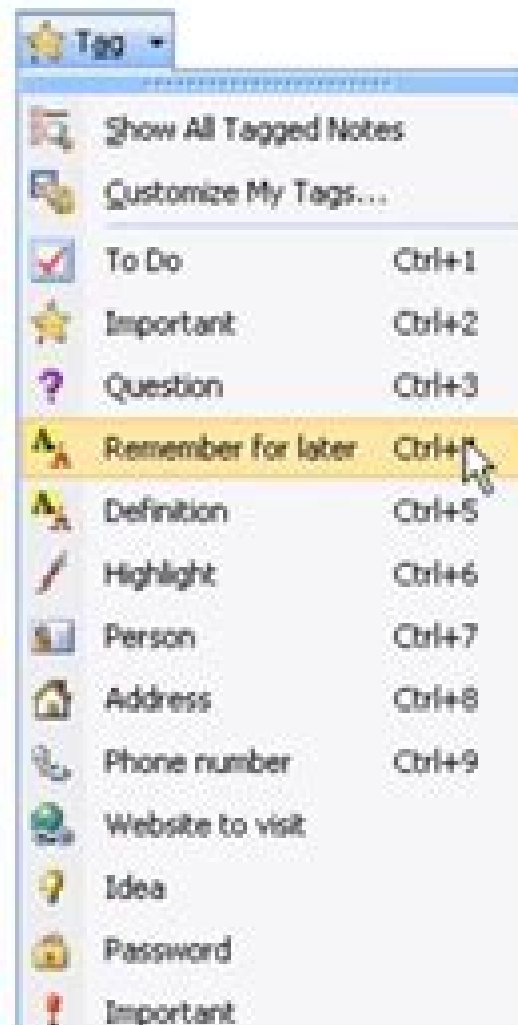 Tag
Show All Tagged Notes
Customize My Tags...
To Do Ctrl+1
Important Ctrl+2
Question Ctrl+3
Remember for later Ctrl+
Definition Ctrl+5
Highlight Ctrl+6
Person Ctrl+7
Address Ctrl+8
Phone number Ctrl+9
Website to visit
Idea
Password
Important